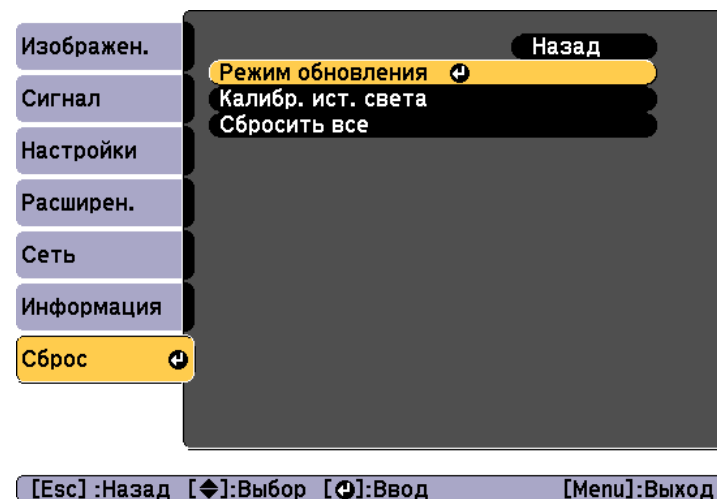 Изображен.
Сигнал
Настройки
Расширен.
Сеть
Информация
Сброс
Назад
Режим обновления
Калибр. ист. света
Сбросить все
[Esc] :Назад [◆]:Выбор [⏎]:Ввод [Menu]:Выход